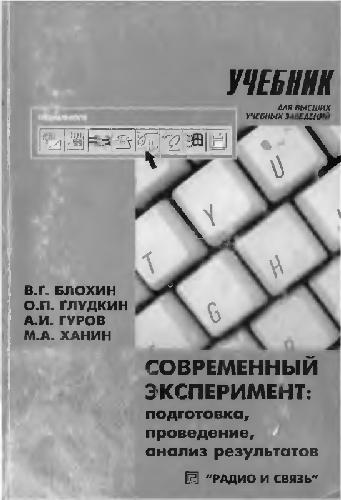 УЧЕБНИК
ДЛЯ ВЫСШИХ
УЧЕБНЫХ ЗАВЕДЕНИЙ
T
Y
U
G
H
В.Г. БЛОХИН
О.П. ГЛУДКИН
А.И. ГУРОВ
М.А. ХАНИН
СОВРЕМЕННЫЙ
ЭКСПЕРИМЕНТ:
подготовка,
проведение,
анализ результатов
"РАДИО И СВЯЗЬ"